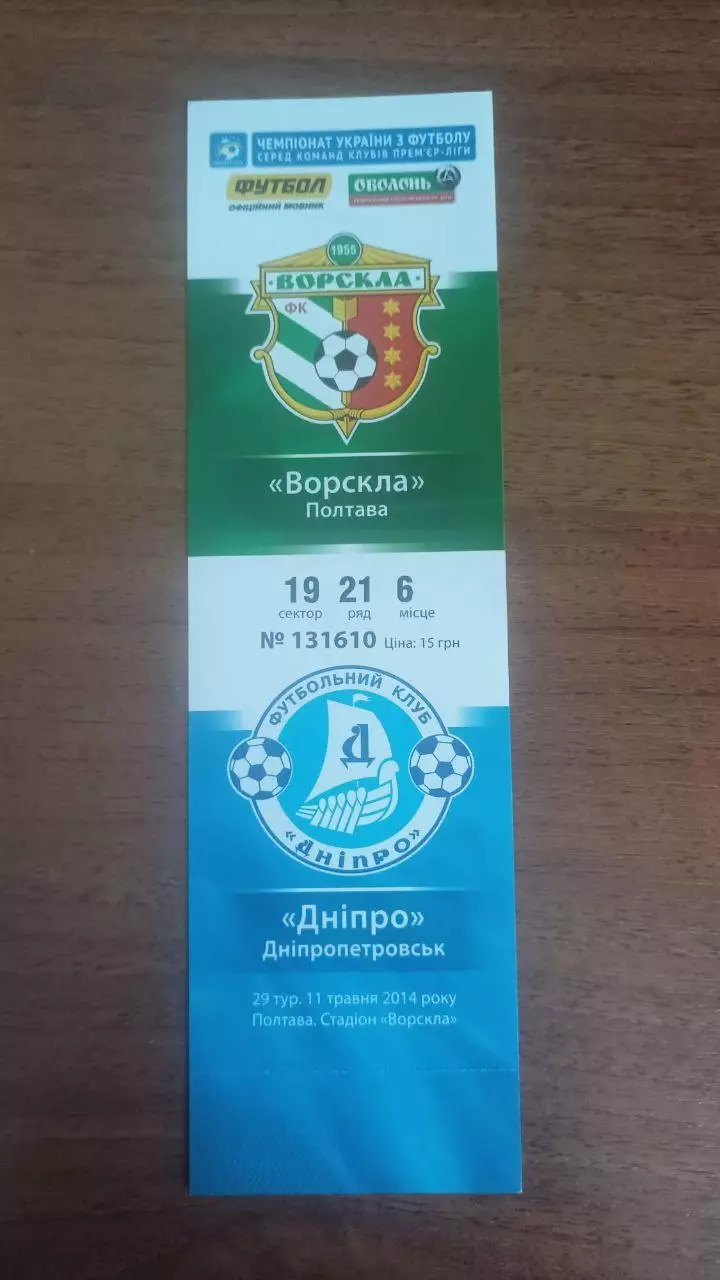 ЧЕМПІОНАТ УКРАЇНИ З ФУТБОЛУ
СЕРЕД КОМАНД КЛУБІВ ПРЕМ'ЄР-ЛІГИ
ФУТБОЛ
ОФІЦІЙНИЙ МОВНИК
ОБОЛОНЬ
1955
ВОРСКЛА
ФК
«Ворскла»
Полтава
19 21 6
сектор ряд місце
№ 131610 Ціна: 15 грн
ФУТБОЛЬНИЙ КЛУБ
Д
«ДНІПРО»
«Дніпро»
Дніпропетровськ
29 тур. 11 травня 2014 року
Полтава. Стадіон «Ворскла»